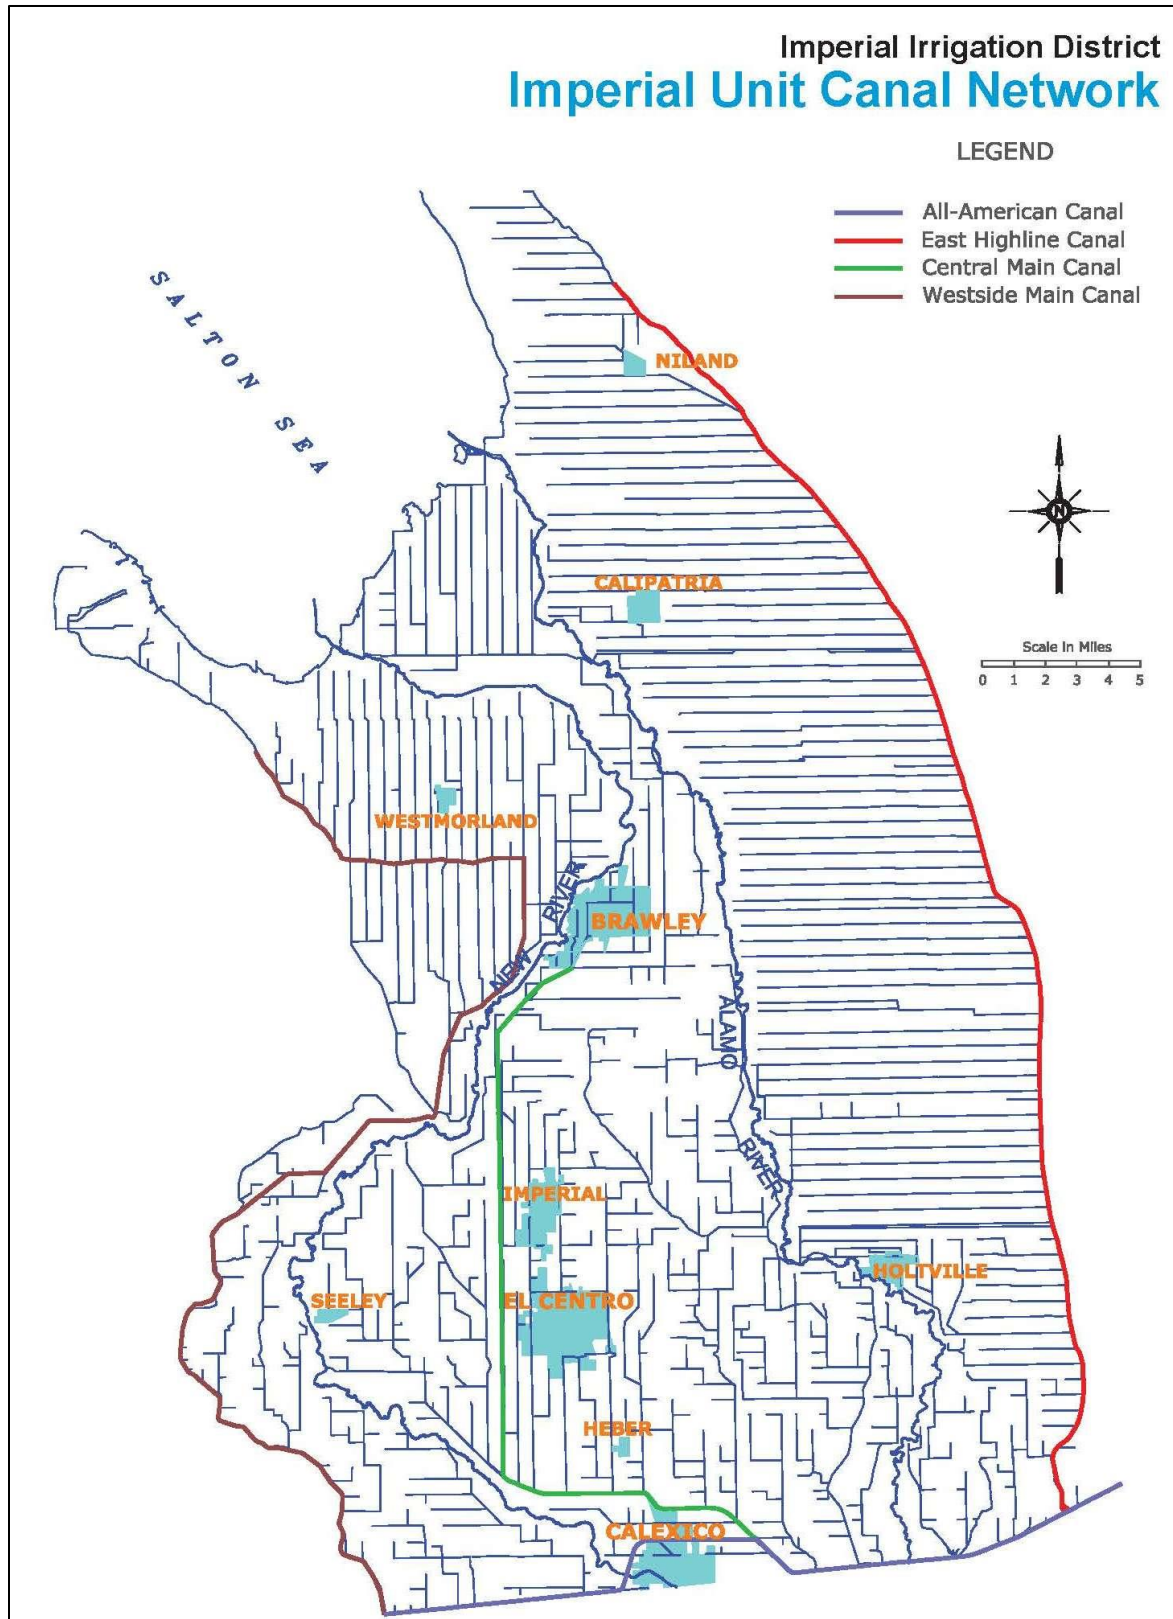 Imperial Irrigation District
Imperial Unit Canal Network
LEGEND
All-American Canal
East Highline Canal
Central Main Canal
Westside Main Canal
SALTON SEA
NILAND
N
CALIPATRIA
Scale In Miles
0 1 2 3 4 5
WESTMORLAND
NEW RIVER
BRAWLEY
ALAMO RIVER
IMPERIAL
HOLTVILLE
SEELEY
EL CENTRO
HEBER
CALEXICO